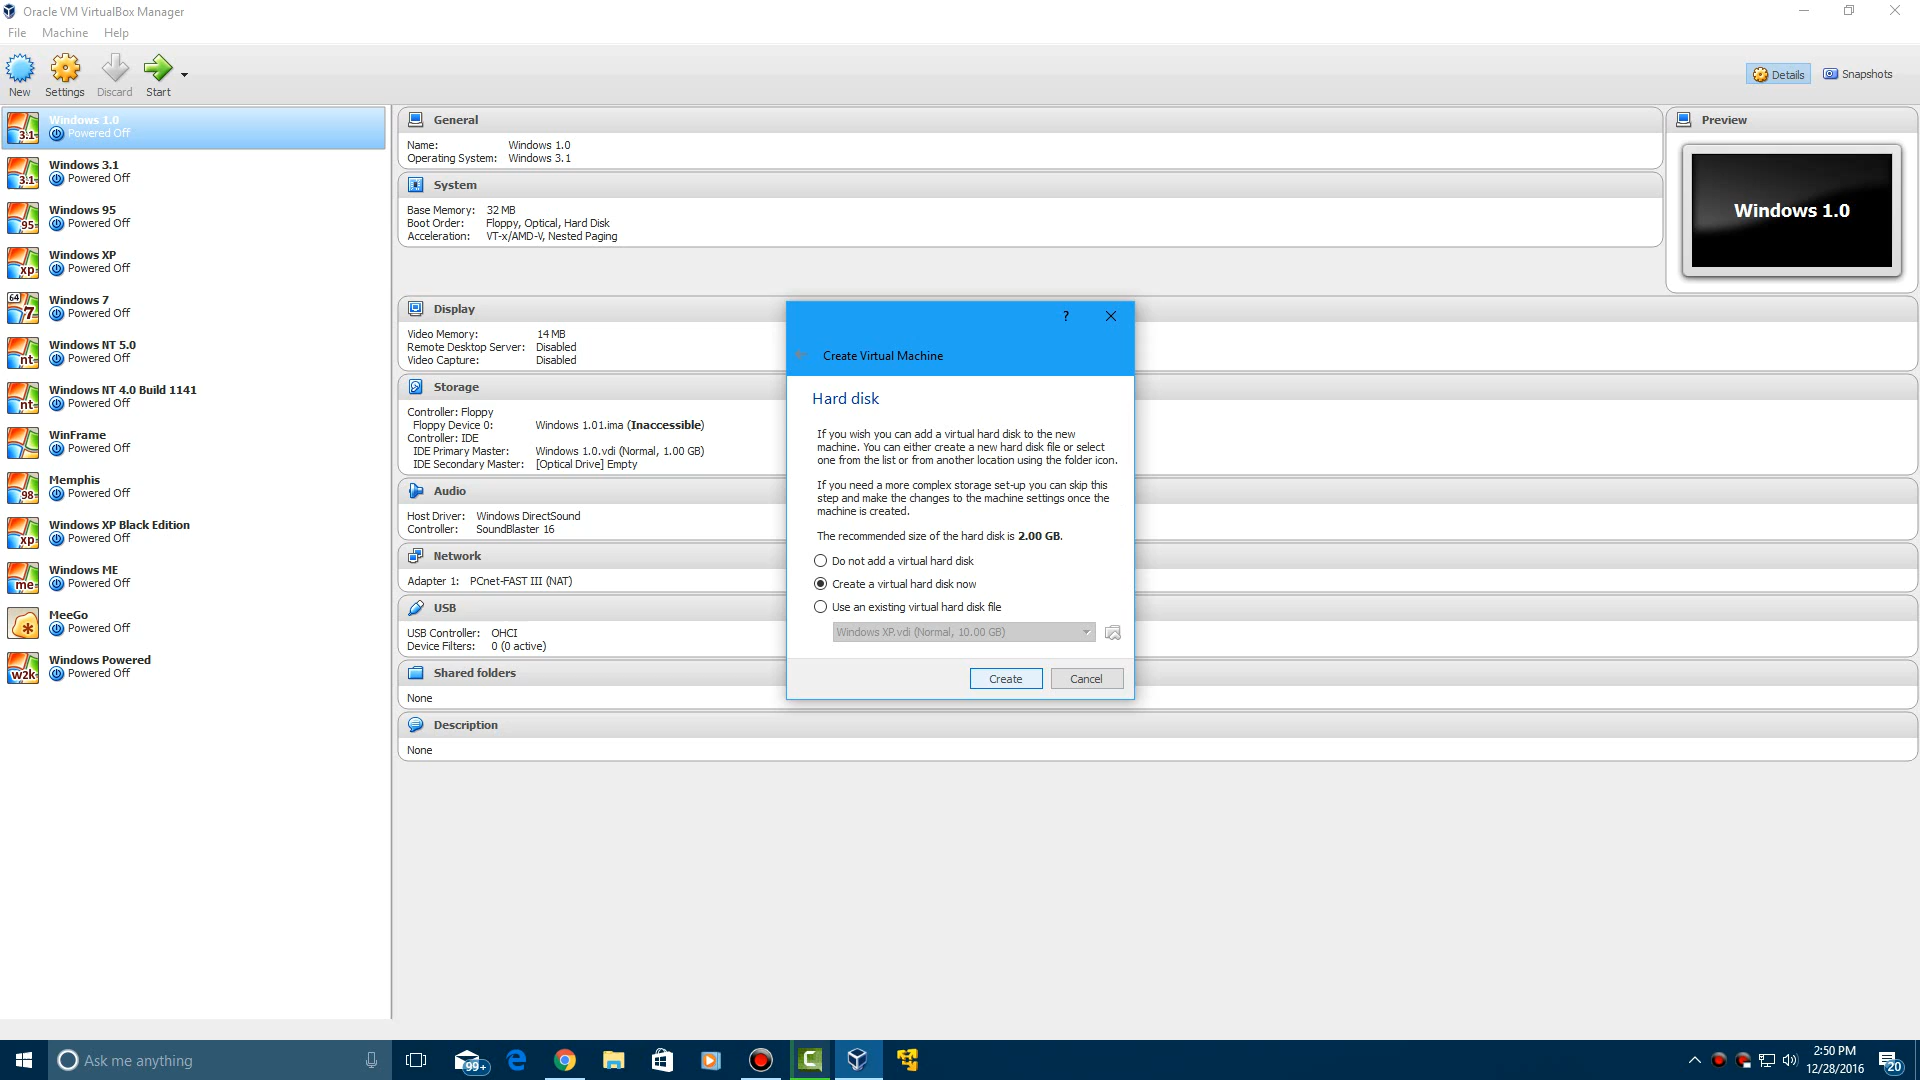 Oracle VM VirtualBox Manager
File Machine Help
New Settings Discard Start
Details Snapshots
3.1 Windows 1.0
Powered Off
3.1 Windows 3.1
Powered Off
95 Windows 95
Powered Off
xp Windows XP
Powered Off
64 7 Windows 7
Powered Off
nt Windows NT 5.0
Powered Off
nt Windows NT 4.0 Build 1141
Powered Off
WinFrame
Powered Off
98 Memphis
Powered Off
xp Windows XP Black Edition
Powered Off
me Windows ME
Powered Off
MeeGo
Powered Off
w2k Windows Powered
Powered Off
General
Name: Windows 1.0
Operating System: Windows 3.1
System
Base Memory: 32 MB
Boot Order: Floppy, Optical, Hard Disk
Acceleration: VT-x/AMD-V, Nested Paging
Preview
Windows 1.0
Display
Video Memory: 14 MB
Remote Desktop Server: Disabled
Video Capture: Disabled
Storage
Controller: Floppy
Floppy Device 0: Windows 1.01.ima (Inaccessible)
Controller: IDE
IDE Primary Master: Windows 1.0.vdi (Normal, 1.00 GB)
IDE Secondary Master: [Optical Drive] Empty
Audio
Host Driver: Windows DirectSound
Controller: SoundBlaster 16
Network
Adapter 1: PCnet-FAST III (NAT)
USB
USB Controller: OHCI
Device Filters: 0 (0 active)
Shared folders
None
Description
None
?
Create Virtual Machine
Hard disk
If you wish you can add a virtual hard disk to the new
machine. You can either create a new hard disk file or select
one from the list or from another location using the folder icon.
If you need a more complex storage set-up you can skip this
step and make the changes to the machine settings once the
machine is created.
The recommended size of the hard disk is 2.00 GB.
Do not add a virtual hard disk
Create a virtual hard disk now
Use an existing virtual hard disk file
Windows XP.vdi (Normal, 10.00 GB)
Create Cancel
Ask me anything
99+
2:50 PM
12/28/2016
20